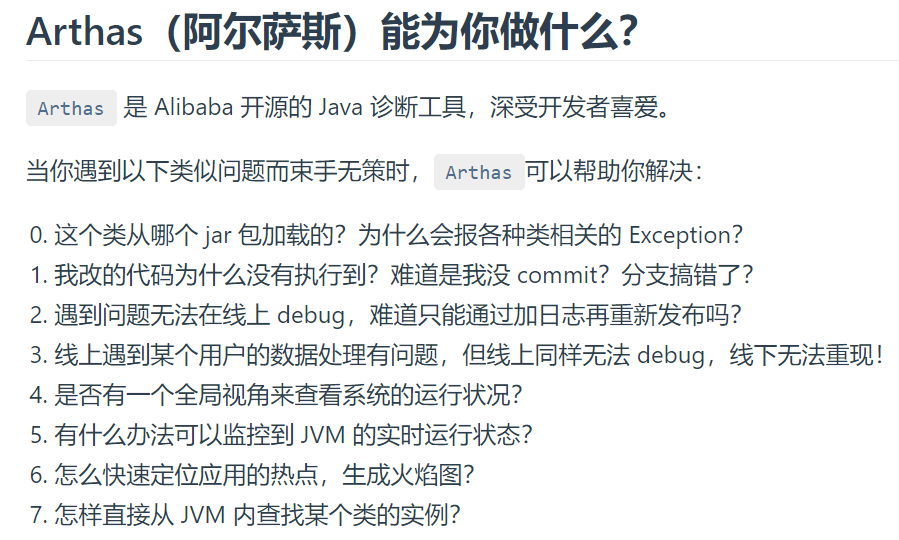 Arthas（阿尔萨斯）能为你做什么？
Arthas 是 Alibaba 开源的 Java 诊断工具，深受开发者喜爱。
当你遇到以下类似问题而束手无策时，Arthas可以帮助你解决：
0. 这个类从哪个 jar 包加载的？为什么会报各种类相关的 Exception？
1. 我改的代码为什么没有执行到？难道是我没 commit？分支搞错了？
2. 遇到问题无法在线上 debug，难道只能通过加日志再重新发布吗？
3. 线上遇到某个用户的数据处理有问题，但线上同样无法 debug，线下无法重现！
4. 是否有一个全局视角来查看系统的运行状况？
5. 有什么办法可以监控到 JVM 的实时运行状态？
6. 怎么快速定位应用的热点，生成火焰图？
7. 怎样直接从 JVM 内查找某个类的实例？